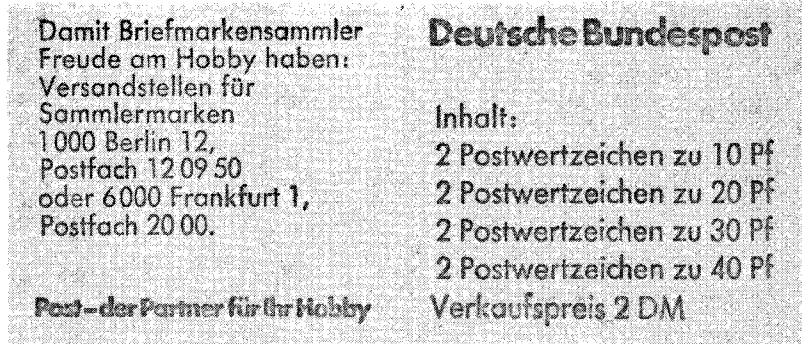 Damit Briefmarkensammler
Freude am Hobby haben:
Versandstellen für
Sammlermarken
1000 Berlin 12,
Postfach 12 09 50
oder 6000 Frankfurt 1,
Postfach 20 00.
Post – der Partner für Ihr Hobby
Deutsche Bundespost
Inhalt:
2 Postwertzeichen zu 10 Pf
2 Postwertzeichen zu 20 Pf
2 Postwertzeichen zu 30 Pf
2 Postwertzeichen zu 40 Pf
Verkaufspreis 2 DM